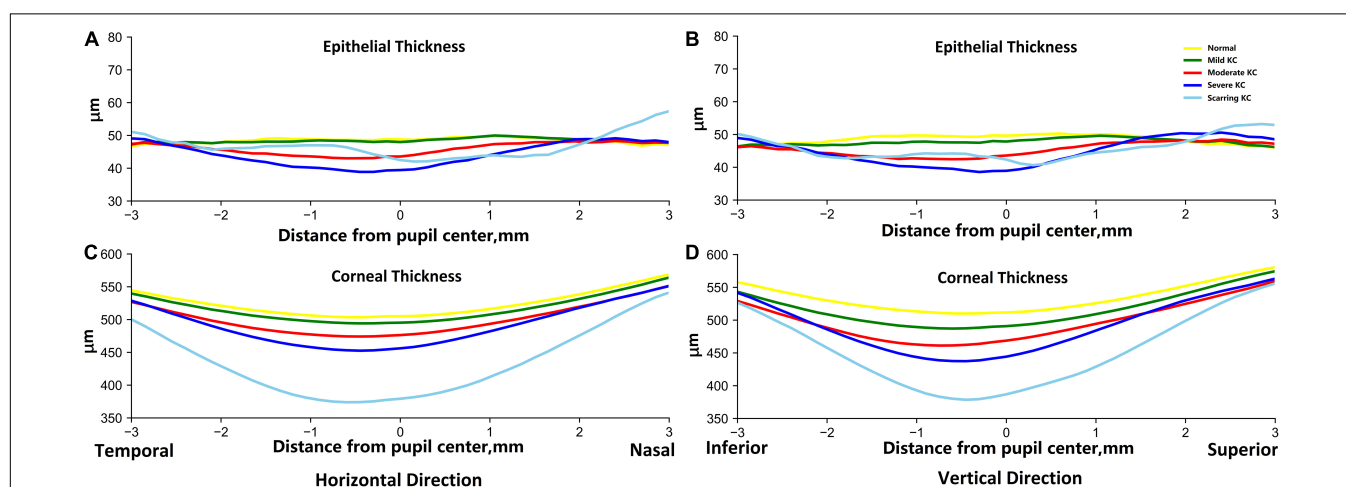 A
Epithelial Thickness
80
70
60
50
40
30
μm
−3 −2 −1 0 1 2 3
Distance from pupil center,mm
B
Epithelial Thickness
80
70
60
50
40
30
μm
Normal
Mild KC
Moderate KC
Severe KC
Scarring KC
−3 −2 −1 0 1 2 3
Distance from pupil center,mm
C
Corneal Thickness
600
550
500
450
400
350
μm
−3 −2 −1 0 1 2 3
Temporal Distance from pupil center,mm Nasal
Horizontal Direction
D
Corneal Thickness
600
550
500
450
400
350
μm
−3 −2 −1 0 1 2 3
Inferior Distance from pupil center,mm Superior
Vertical Direction